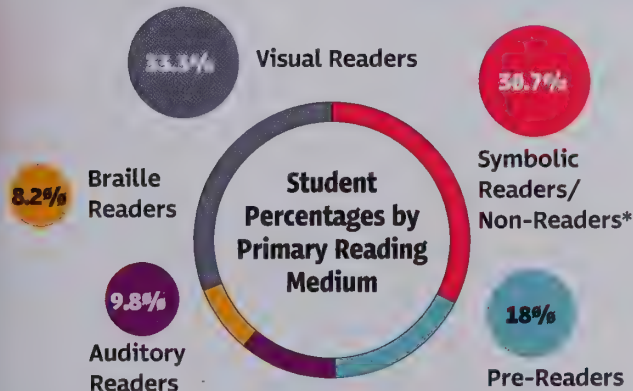 33.3%
Visual Readers
30.7%
Symbolic
Readers/
Non-Readers*
8.2%
Braille
Readers
Student
Percentages by
Primary Reading
Medium
9.8%
Auditory
Readers
18%
Pre-Readers